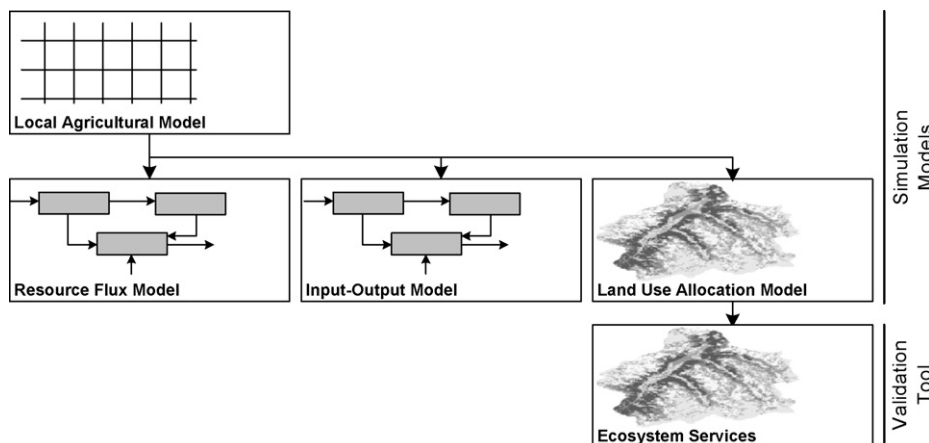 Local Agricultural Model
Simulation
Models
Resource Flux Model
Input-Output Model
Land Use Allocation Model
Validation
Tool
Ecosystem Services